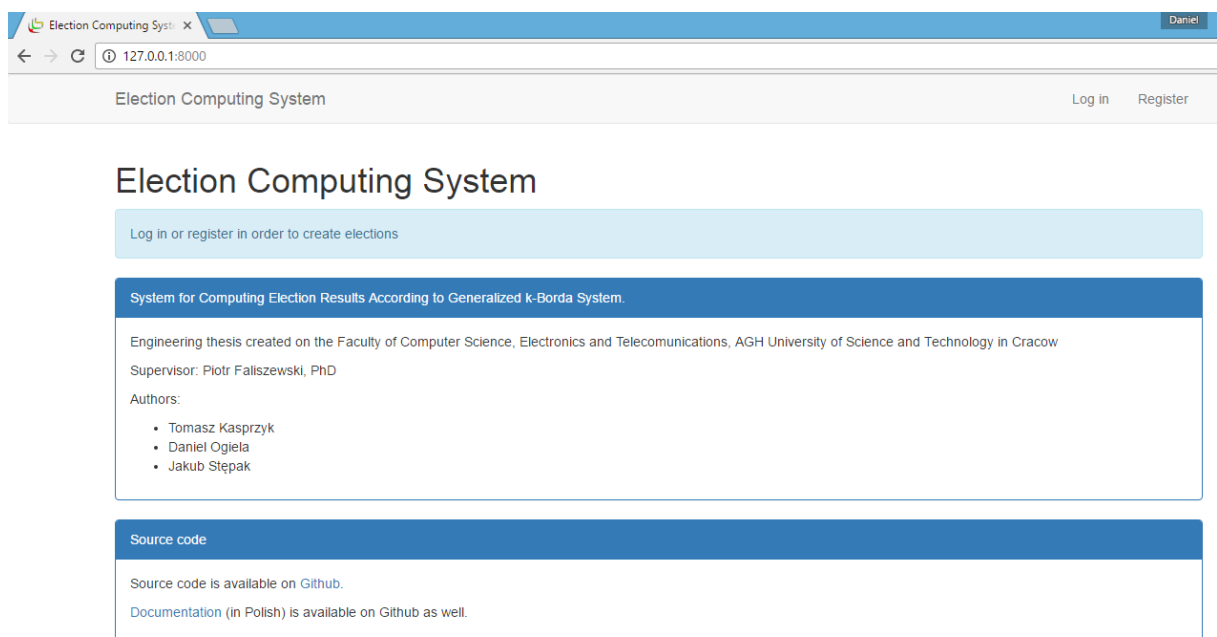 Election Computing Syst
Daniel
127.0.0.1:8000
Election Computing System
Log in
Register
Election Computing System
Log in or register in order to create elections
System for Computing Election Results According to Generalized k-Borda System.
Engineering thesis created on the Faculty of Computer Science, Electronics and Telecomunications, AGH University of Science and Technology in Cracow
Supervisor: Piotr Faliszewski, PhD
Authors:
• Tomasz Kasprzyk
• Daniel Ogiela
• Jakub Stępak
Source code
Source code is available on Github.
Documentation (in Polish) is available on Github as well.